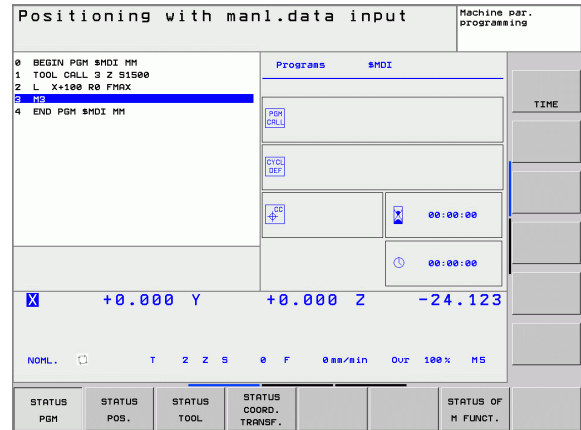 Positioning with manl.data input
Machine par.
programming
0 BEGIN PGM $MDI MM
1 TOOL CALL 3 Z S1500
2 L X+100 R0 FMAX
3 M9
4 END PGM $MDI MM
Programs $MDI
PGM
CALL
CYCL
DEF
CC
00:00:00
00:00:00
TIME
X +0.000 Y +0.000 Z -24.123
NOML. T 2 Z S 0 F 0mm/min Ovr 100% M5
STATUS
PGM
STATUS
POS.
STATUS
TOOL
STATUS
COORD.
TRANSF.
STATUS OF
M FUNCT.